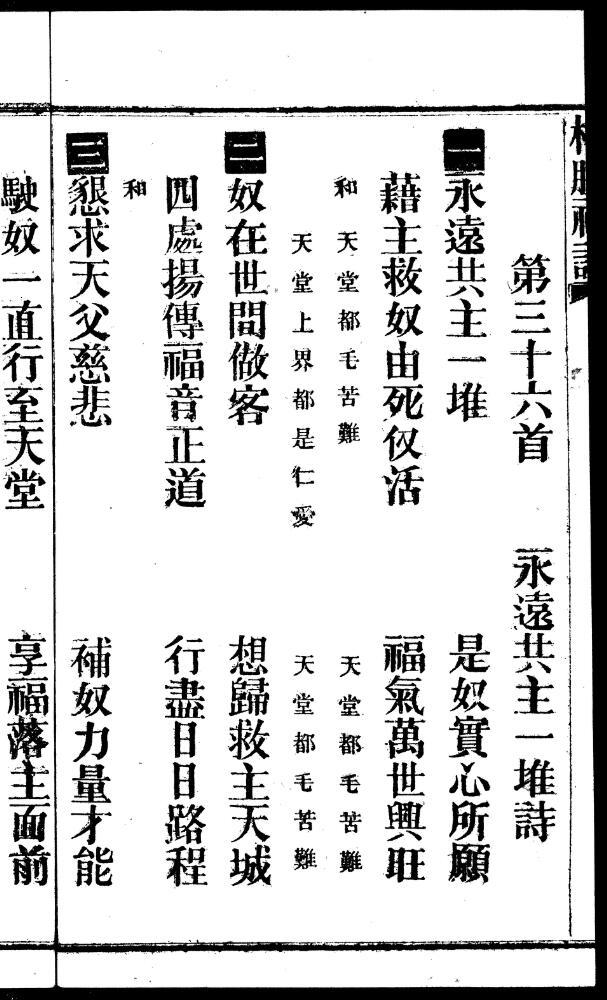 第三十六首 永遠共主一堆詩
一 永遠共主一堆 是奴實心所願
藉主救奴由死仅活 福氣萬世興旺
和 天堂都毛苦難 天堂都毛苦難
天堂上界都是仁愛 天堂都毛苦難
二 奴在世間做客 想歸救主天城
四處揚傳福音正道 行盡日日路程
和
三 懇求天父慈悲 補奴力量才能
駛奴一直行至天堂 享福落主面前